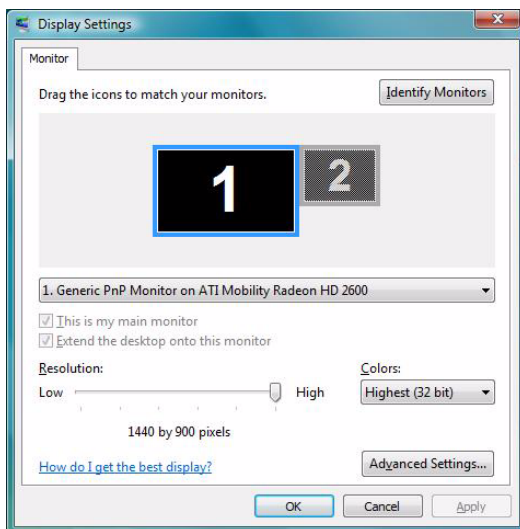 Display Settings
Monitor
Drag the icons to match your monitors.
Identify Monitors
1
2
1. Generic PnP Monitor on ATI Mobility Radeon HD 2600
This is my main monitor
Extend the desktop onto this monitor
Resolution:
Colors:
Low
High
Highest (32 bit)
1440 by 900 pixels
How do I get the best display?
Advanced Settings...
OK
Cancel
Apply